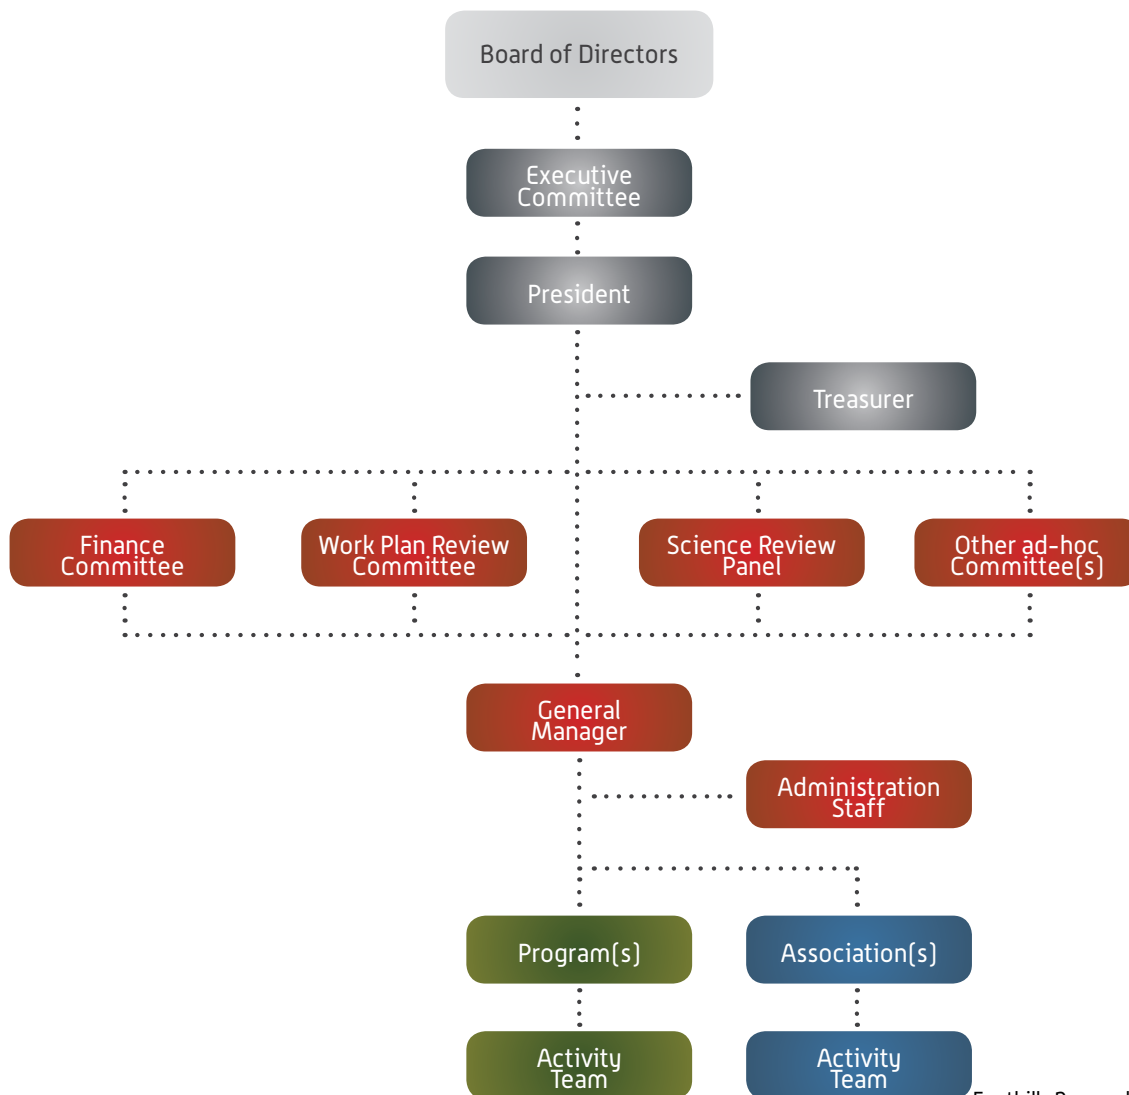 Board of Directors
Executive
Committee
President
Treasurer
Finance
Committee
Work Plan Review
Committee
Science Review
Panel
Other ad-hoc
Committee(s)
General
Manager
Administration
Staff
Program(s)
Association(s)
Activity
Team
Activity
Team